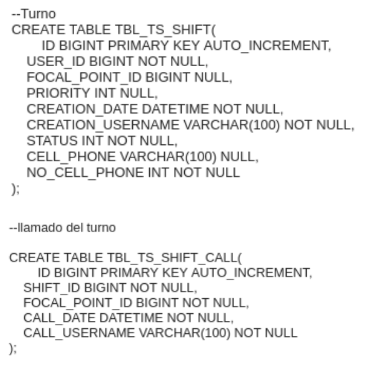 --Turno
CREATE TABLE TBL_TS_SHIFT(
ID BIGINT PRIMARY KEY AUTO_INCREMENT,
USER_ID BIGINT NOT NULL,
FOCAL_POINT_ID BIGINT NULL,
PRIORITY INT NULL,
CREATION_DATE DATETIME NOT NULL,
CREATION_USERNAME VARCHAR(100) NOT NULL,
STATUS INT NOT NULL,
CELL_PHONE VARCHAR(100) NULL,
NO_CELL_PHONE INT NOT NULL
);
--llamado del turno
CREATE TABLE TBL_TS_SHIFT_CALL(
ID BIGINT PRIMARY KEY AUTO_INCREMENT,
SHIFT_ID BIGINT NOT NULL,
FOCAL_POINT_ID BIGINT NOT NULL,
CALL_DATE DATETIME NOT NULL,
CALL_USERNAME VARCHAR(100) NOT NULL
);